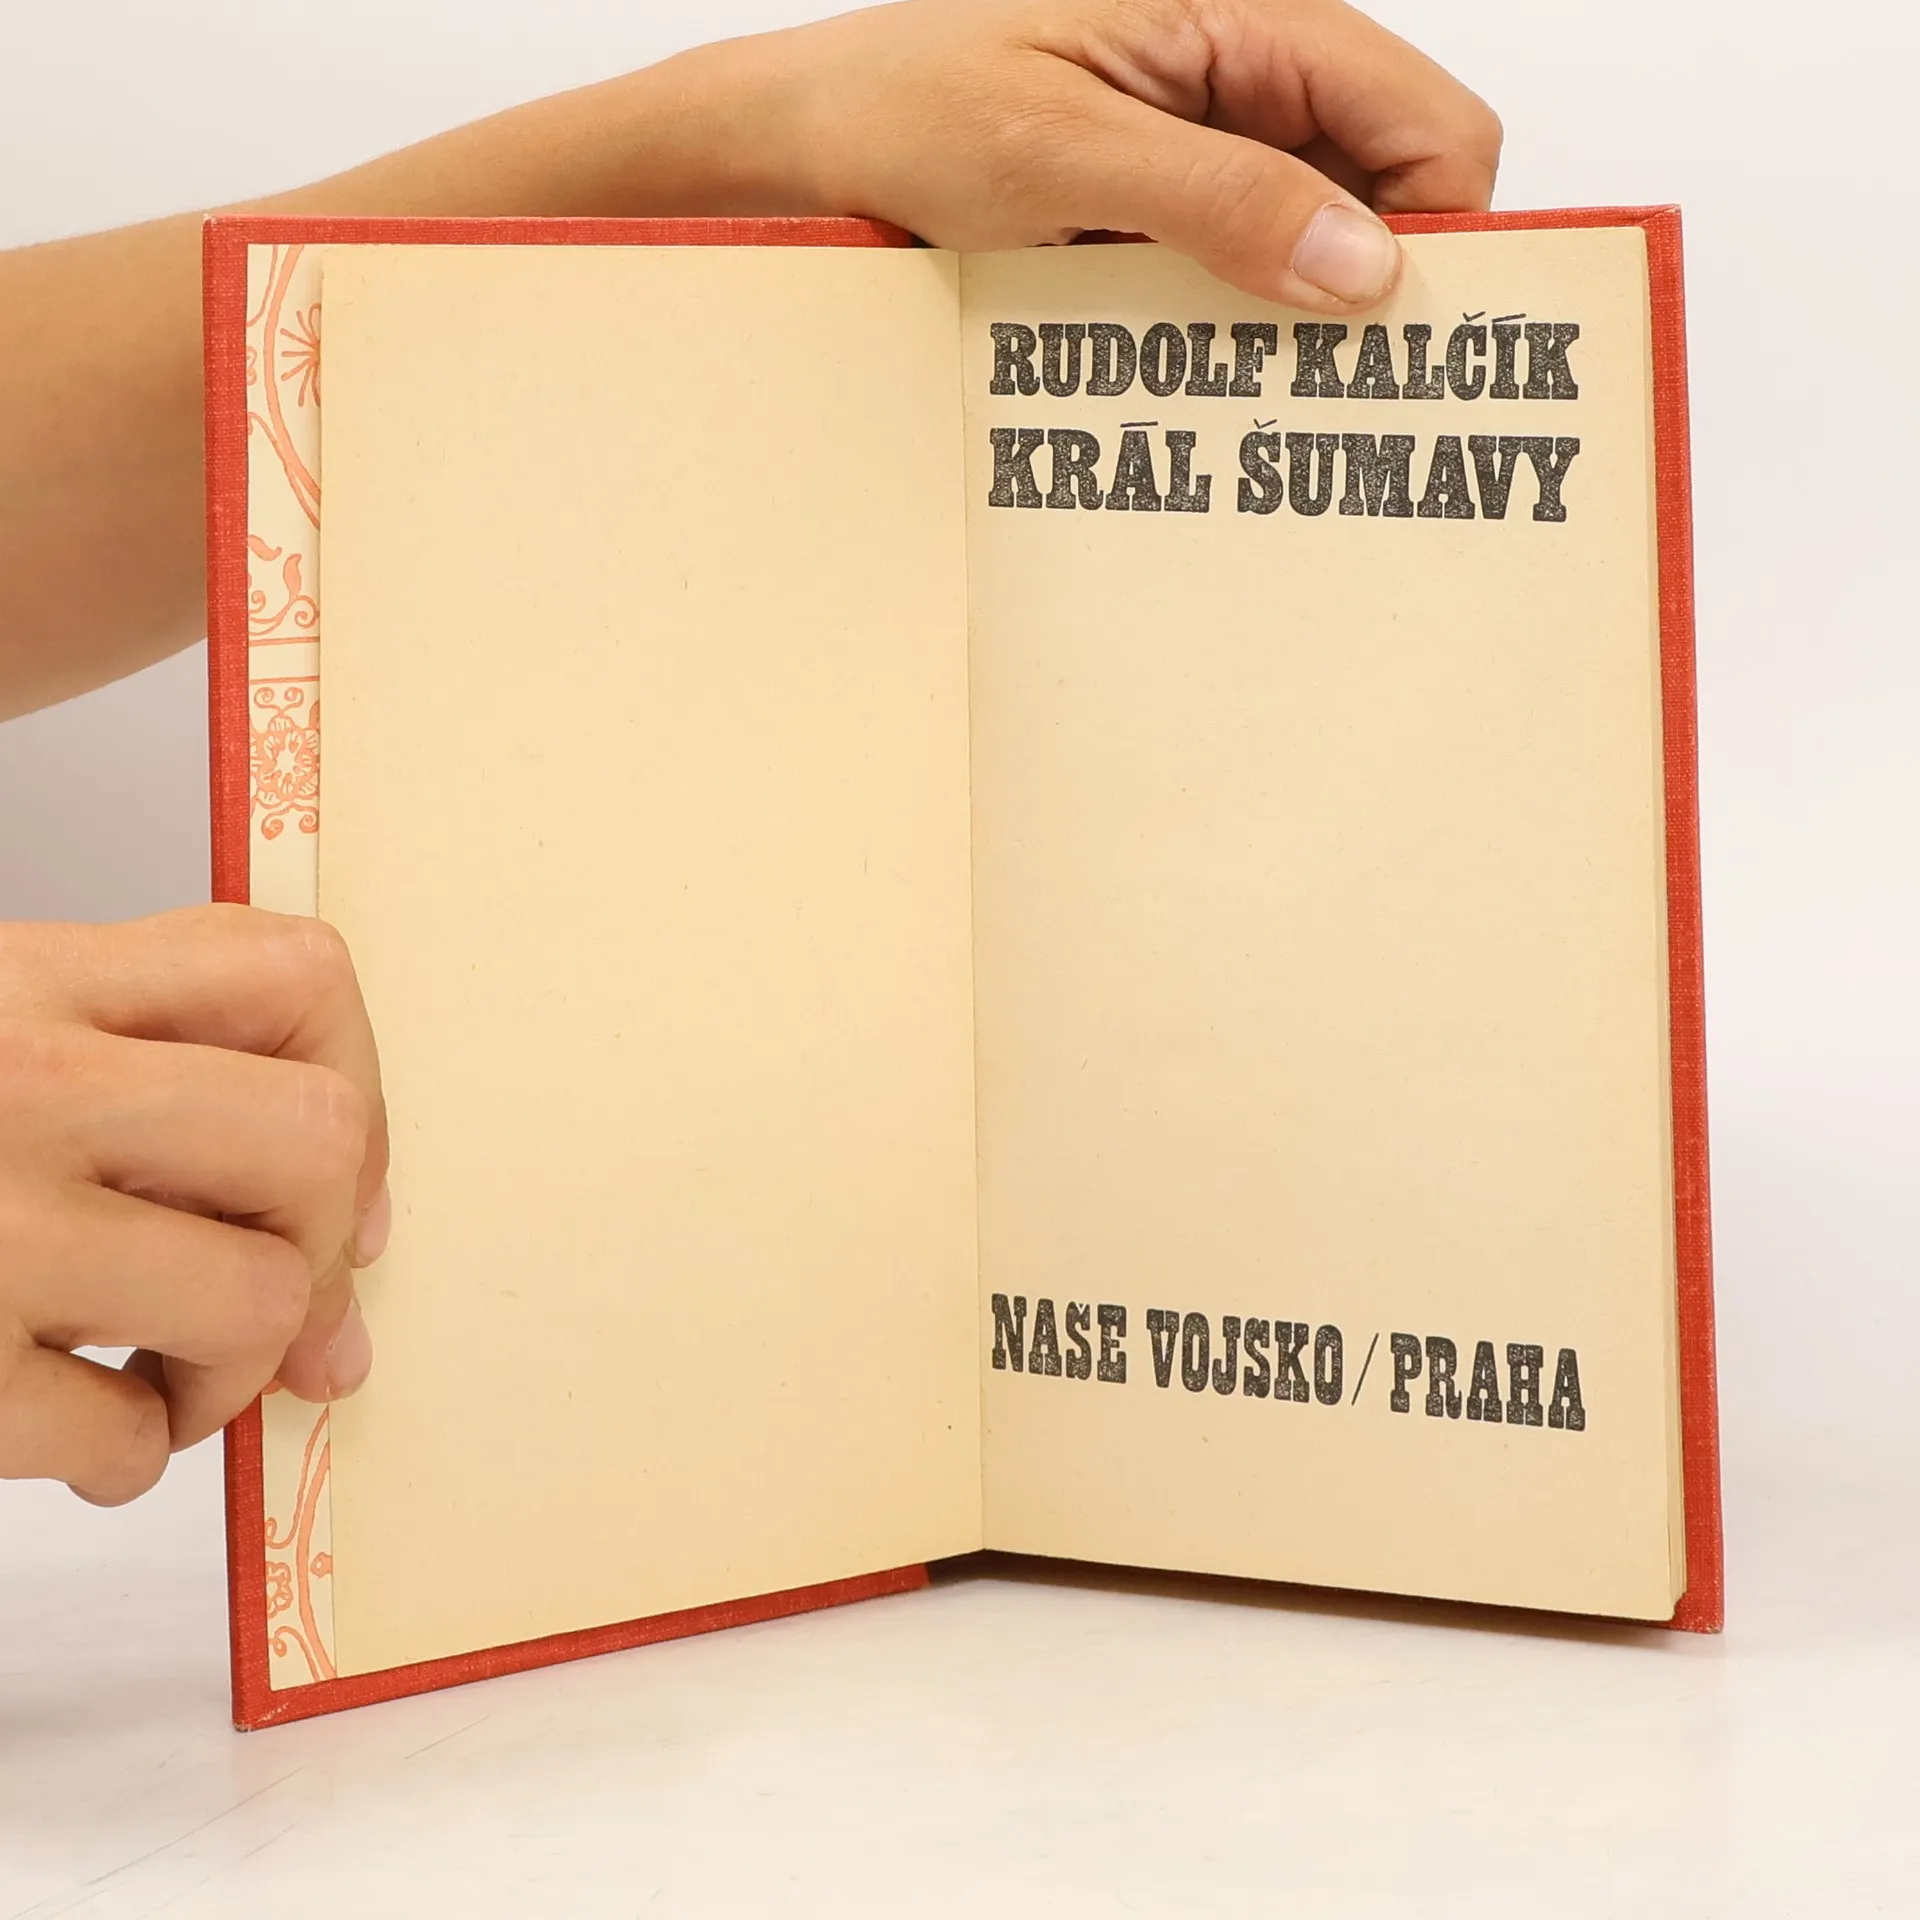 RUDOLF KALČÍK
KRÁL ŠUMAVY
NAŠE VOJSKO / PRAHA